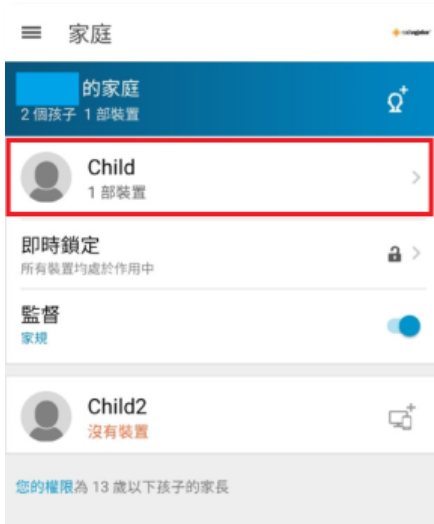 家庭
的家庭
2 個孩子 1 部裝置
Child
1 部裝置
即時鎖定
所有裝置均處於作用中
監督
家規
Child2
沒有裝置
您的權限為 13 歲以下孩子的家長